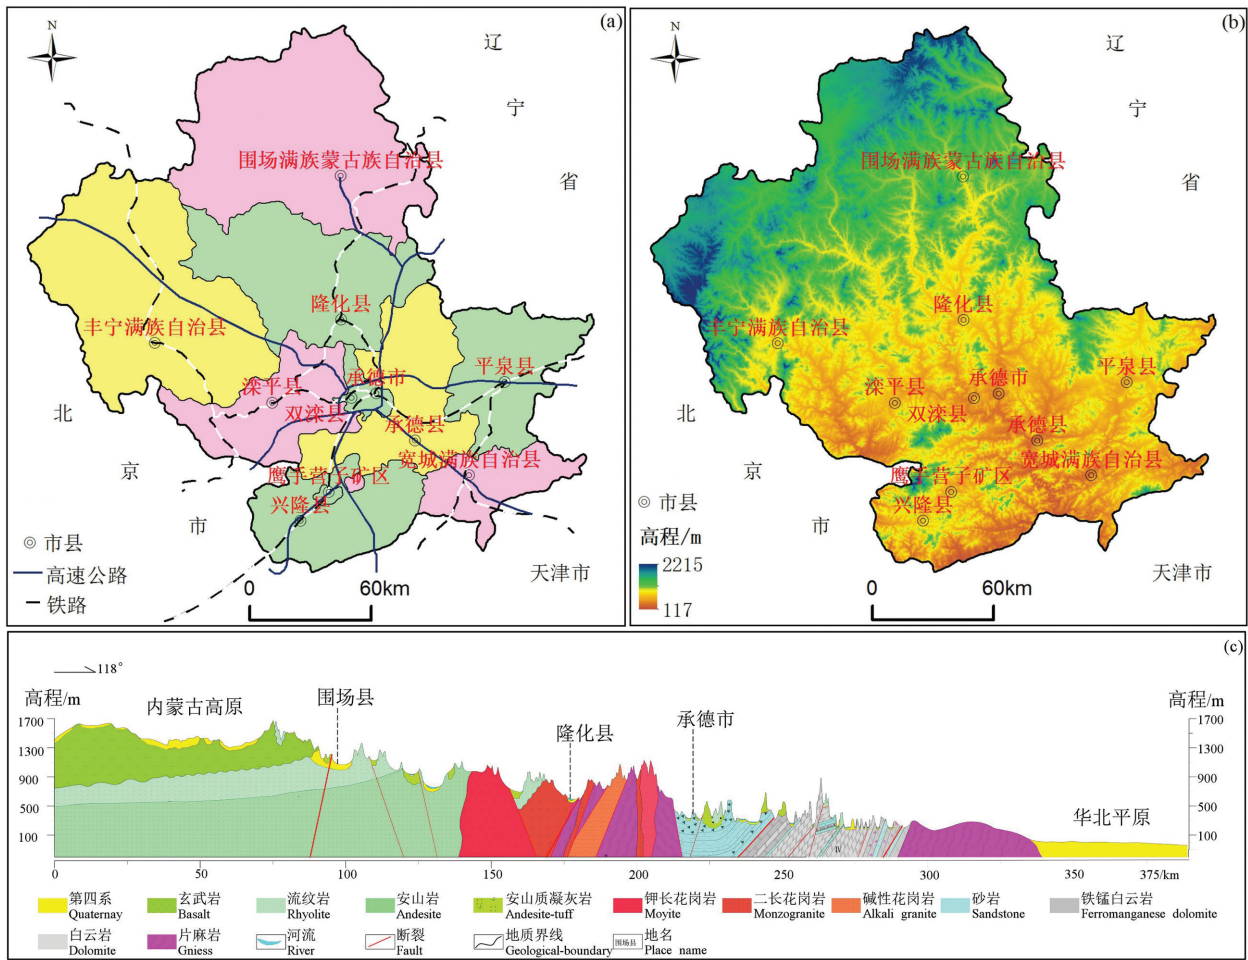 (a)
N
辽
宁
省
围场满族蒙古族自治县
隆化县
丰宁满族自治县
平泉县
承德市
滦平县
双滦县
承德县
宽城满族自治县
鹰手营子矿区
兴隆县
北
京
市
天津市
市县
高速公路
铁路
0 60km
(b)
N
辽
宁
省
围场满族蒙古族自治县
隆化县
丰宁满族自治县
平泉县
承德市
滦平县
双滦县
承德县
宽城满族自治县
鹰手营子矿区
兴隆县
北
京
市
天津市
市县
高程/m
2215
117
0 60km
(c)
118°
高程/m
1700
1300
900
500
100
内蒙古高原
围场县
隆化县
承德市
华北平原
IV
高程/m
1700
1300
900
500
100
0 50 100 150 200 250 300 350 375/km
第四系 玄武岩 流纹岩 安山岩 安山质凝灰岩 钾长花岗岩 二长花岗岩 碱性花岗岩 砂岩 铁锰白云岩
Quaternay Basalt Rhyolite Andesite Andesite-tuff Moyite Monzogranite Alkali granite Sandstone Ferromanganese dolomite
白云岩 片麻岩 河流 断裂 地质界线 围场县 地名
Dolomite Gniess River Fault Geological-boundary Place name